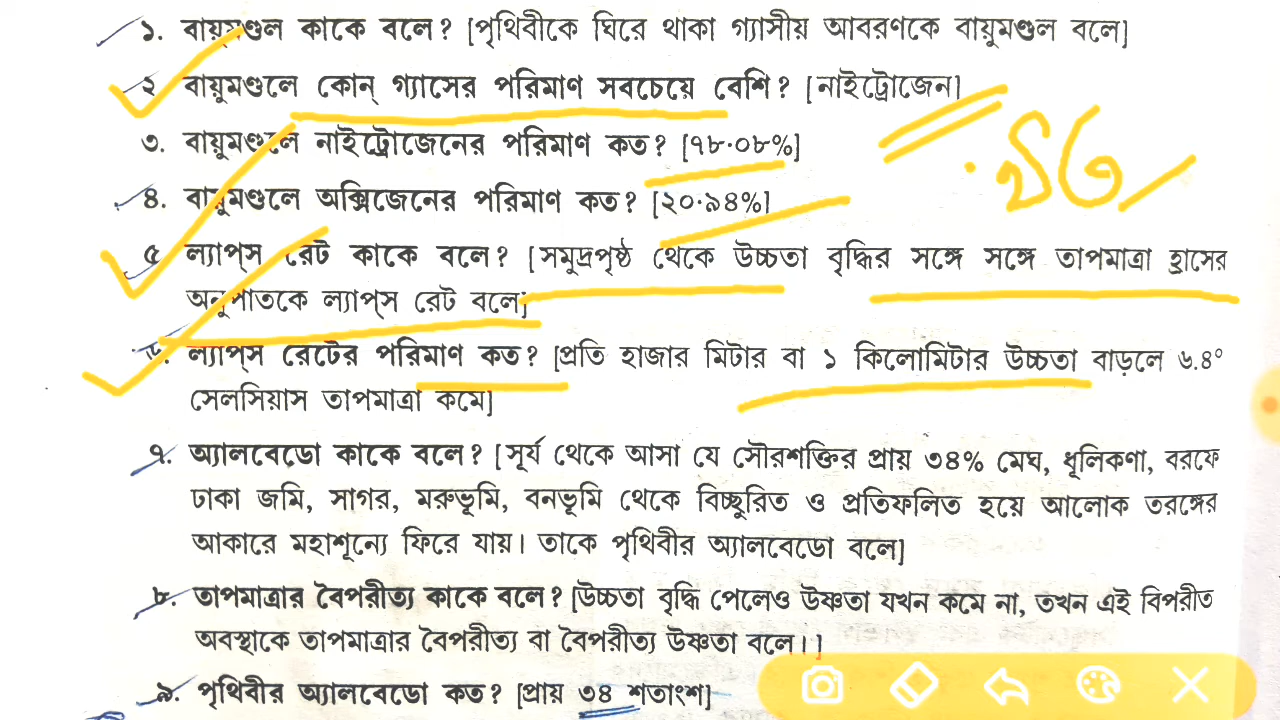 ১. বায়ুমণ্ডল কাকে বলে? [পৃথিবীকে ঘিরে থাকা গ্যাসীয় আবরণকে বায়ুমণ্ডল বলে]
২ বায়ুমণ্ডলে কোন্ গ্যাসের পরিমাণ সবচেয়ে বেশি? [নাইট্রোজেন]
৩. বায়ুমণ্ডলে নাইট্রোজেনের পরিমাণ কত? [৭৮·০৮%]
৪. বায়ুমণ্ডলে অক্সিজেনের পরিমাণ কত? [২০·৯৪%]
৫ ল্যাপ্স রেট কাকে বলে? [সমুদ্রপৃষ্ঠ থেকে উচ্চতা বৃদ্ধির সঙ্গে সঙ্গে তাপমাত্রা হ্রাসের
অনুপাতকে ল্যাপ্স রেট বলে]
৬. ল্যাপ্স রেটের পরিমাণ কত? [প্রতি হাজার মিটার বা ১ কিলোমিটার উচ্চতা বাড়লে ৬.৪°
সেলসিয়াস তাপমাত্রা কমে]
৭. অ্যালবেডো কাকে বলে? [সূর্য থেকে আসা যে সৌরশক্তির প্রায় ৩৪% মেঘ, ধূলিকণা, বরফে
ঢাকা জমি, সাগর, মরুভূমি, বনভূমি থেকে বিচ্ছুরিত ও প্রতিফলিত হয়ে আলোক তরঙ্গের
আকারে মহাশূন্যে ফিরে যায়। তাকে পৃথিবীর অ্যালবেডো বলে]
৮. তাপমাত্রার বৈপরীত্য কাকে বলে? [উচ্চতা বৃদ্ধি পেলেও উষ্ণতা যখন কমে না, তখন এই বিপরীত
অবস্থাকে তাপমাত্রার বৈপরীত্য বা বৈপরীত্য উষ্ণতা বলে।]
৯. পৃথিবীর অ্যালবেডো কত? [প্রায় ৩৪ শতাংশ]